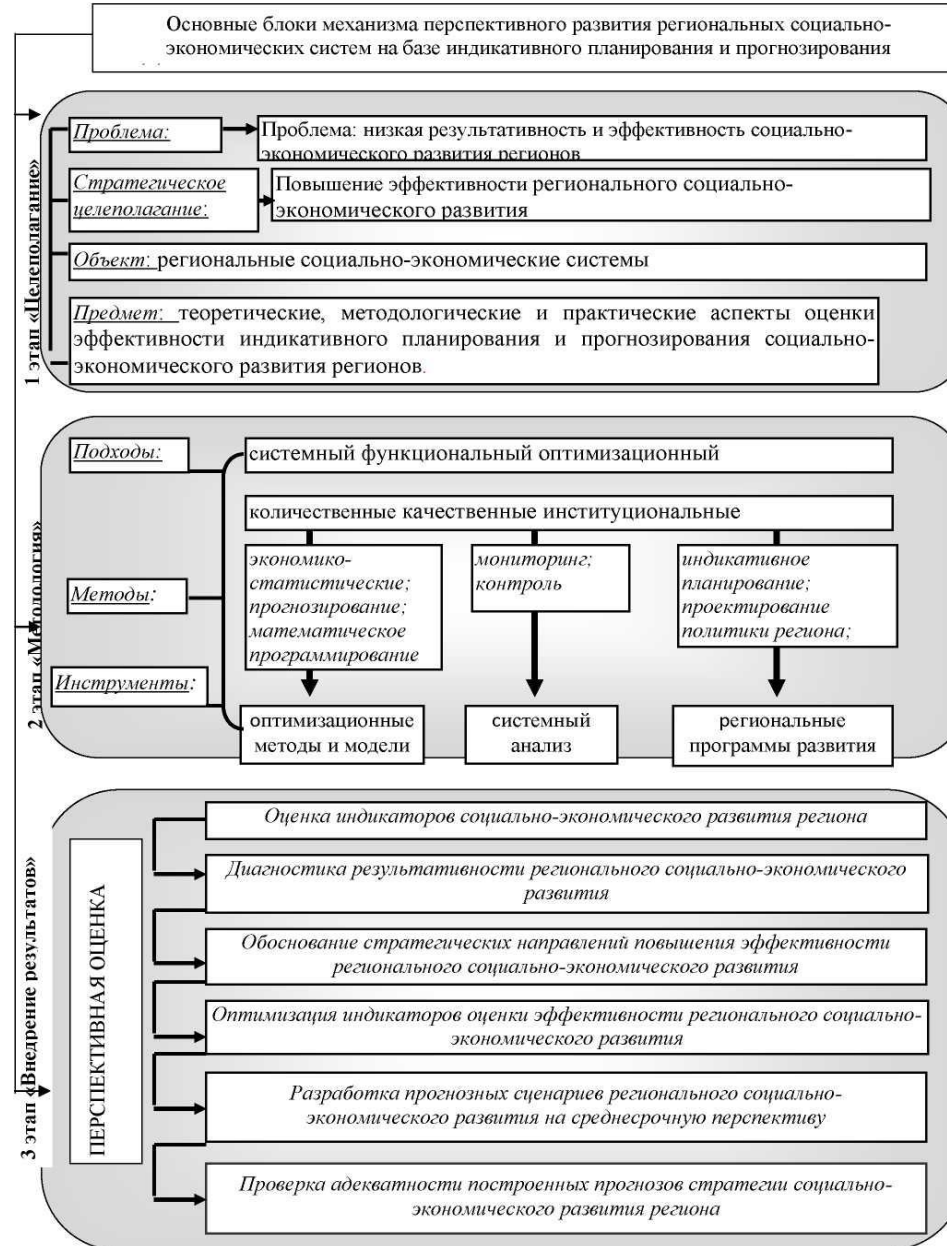 Основные блоки механизма перспективного развития региональных социально-
экономических систем на базе индикативного планирования и прогнозирования
1 этап «Целеполагание»
Проблема:
Проблема: низкая результативность и эффективность социально-
экономического развития регионов
Стратегическое
целеполагание:
Повышение эффективности регионального социально-
экономического развития
Объект: региональные социально-экономические системы
Предмет: теоретические, методологические и практические аспекты оценки
эффективности индикативного планирования и прогнозирования социально-
экономического развития регионов.
2 этап «Методология»
Подходы:
системный функциональный оптимизационный
количественные качественные институциональные
Методы:
экономико-
статистические;
прогнозирование;
математическое
программирование
мониторинг;
контроль
индикативное
планирование;
проектирование
политики региона;
Инструменты:
оптимизационные
методы и модели
системный
анализ
региональные
программы развития
3 этап «Внедрение результатов»
ПЕРСПЕКТИВНАЯ ОЦЕНКА
Оценка индикаторов социально-экономического развития региона
Диагностика результативности регионального социально-экономического
развития
Обоснование стратегических направлений повышения эффективности
регионального социально-экономического развития
Оптимизация индикаторов оценки эффективности регионального социально-
экономического развития
Разработка прогнозных сценариев регионального социально-
экономического развития на среднесрочную перспективу
Проверка адекватности построенных прогнозов стратегии социально-
экономического развития региона